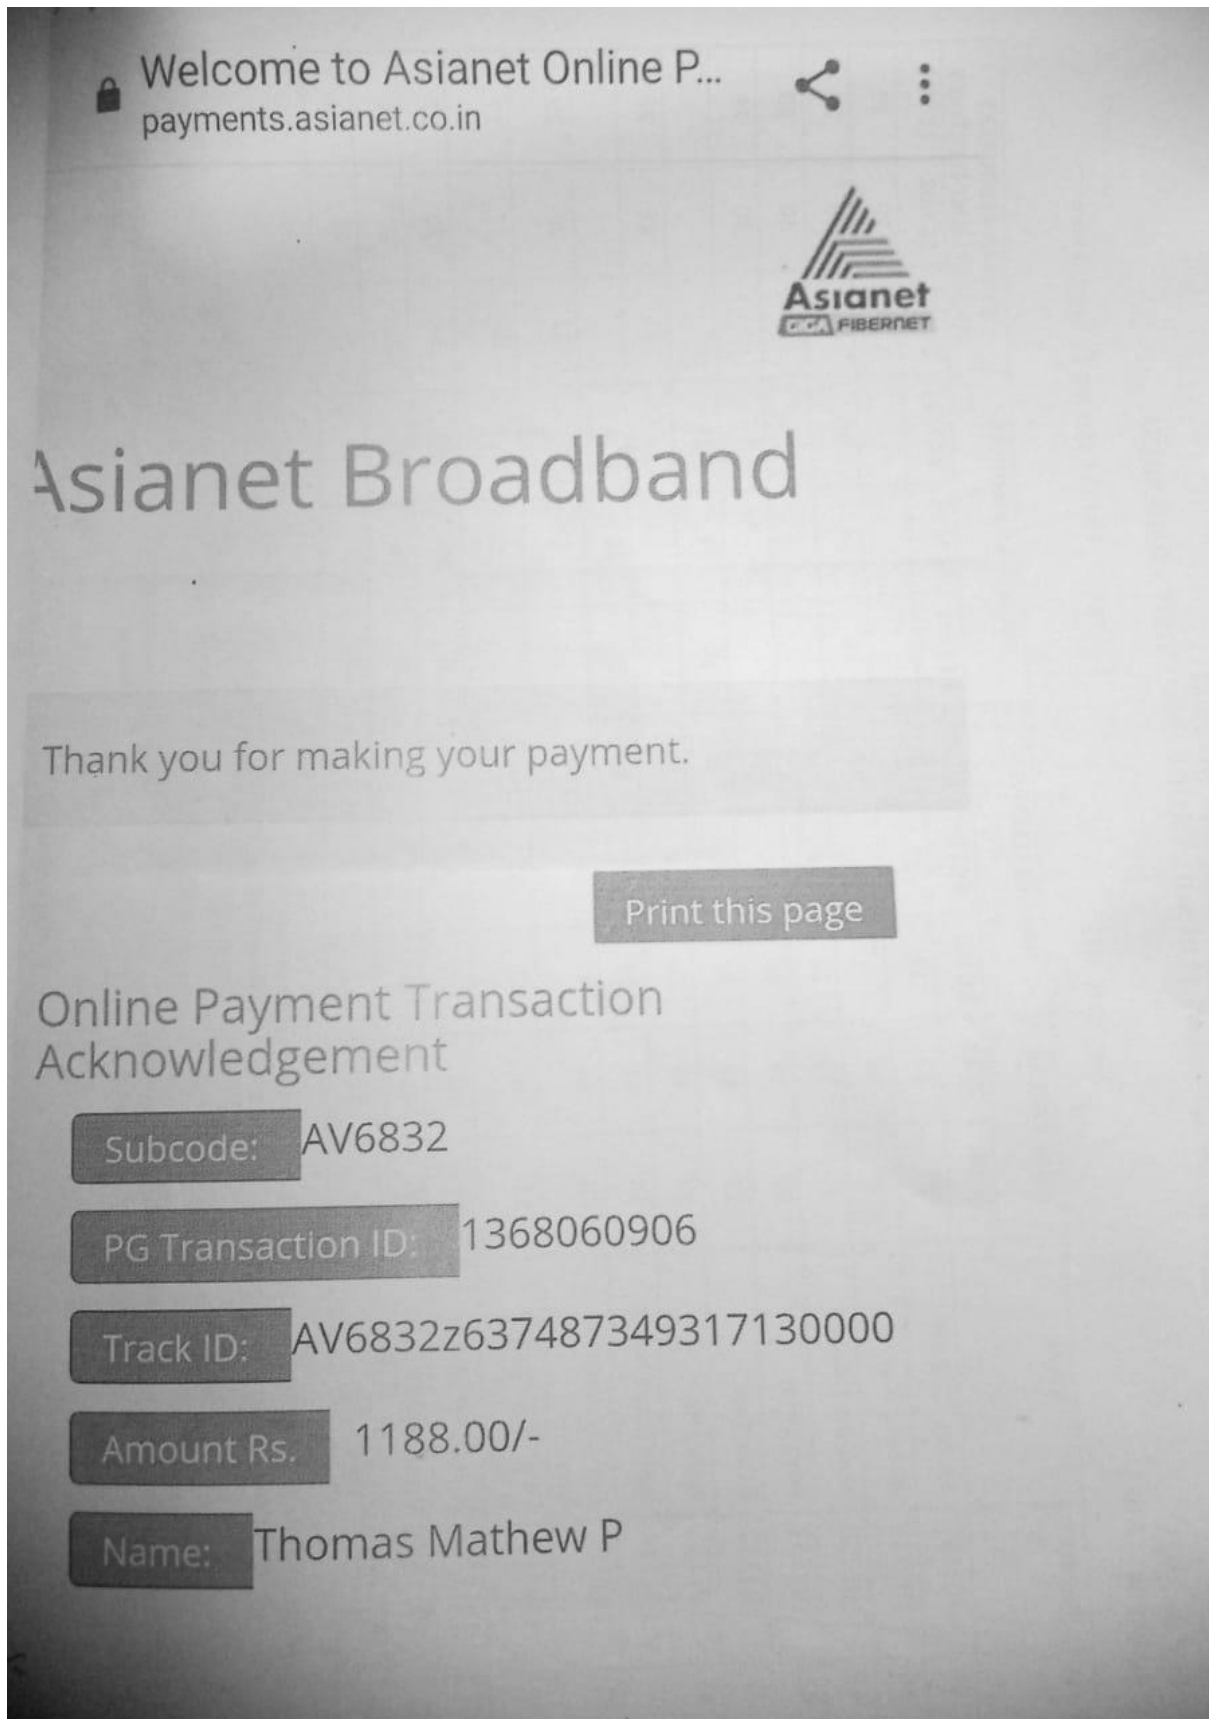 Welcome to Asianet Online P...
payments.asianet.co.in
Asianet
GIGA FIBERNET
Asianet Broadband
Thank you for making your payment.
Print this page
Online Payment Transaction
Acknowledgement
Subcode: AV6832
PG Transaction ID: 1368060906
Track ID: AV6832z637487349317130000
Amount Rs. 1188.00/-
Name: Thomas Mathew P